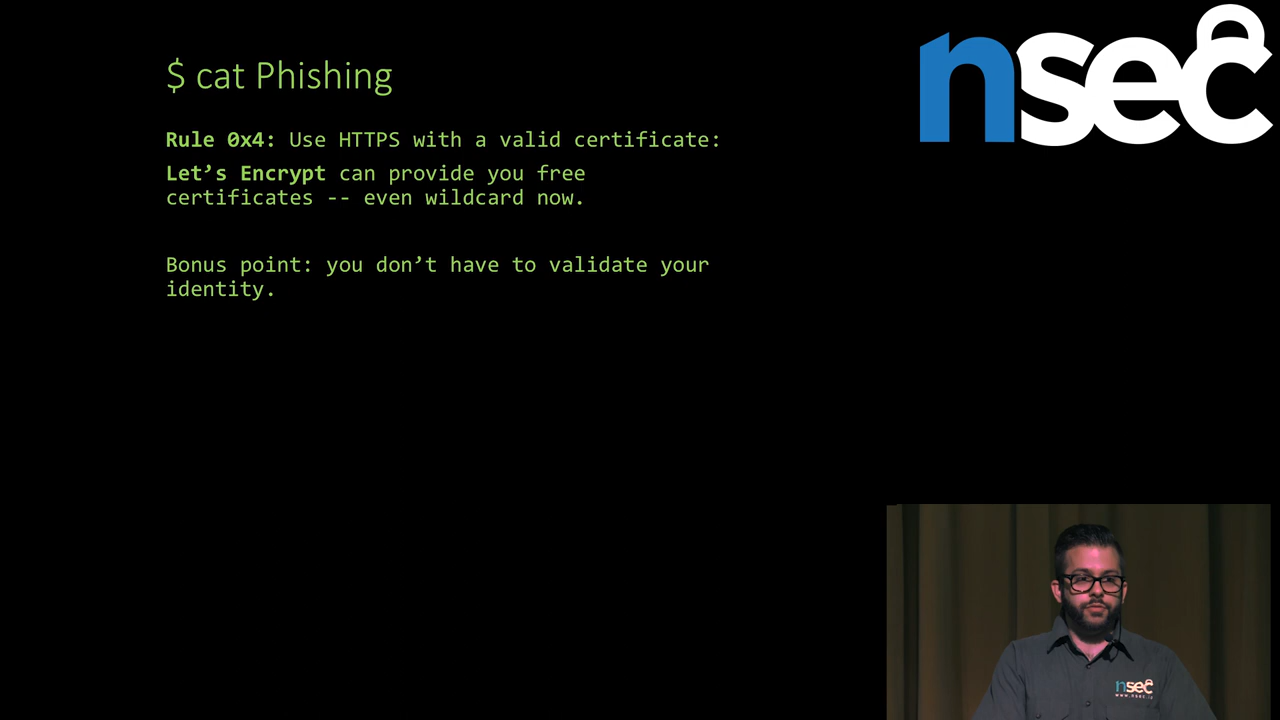 $ cat Phishing
nsec
Rule 0x4: Use HTTPS with a valid certificate:
Let’s Encrypt can provide you free
certificates -- even wildcard now.
Bonus point: you don’t have to validate your
identity.
nsec